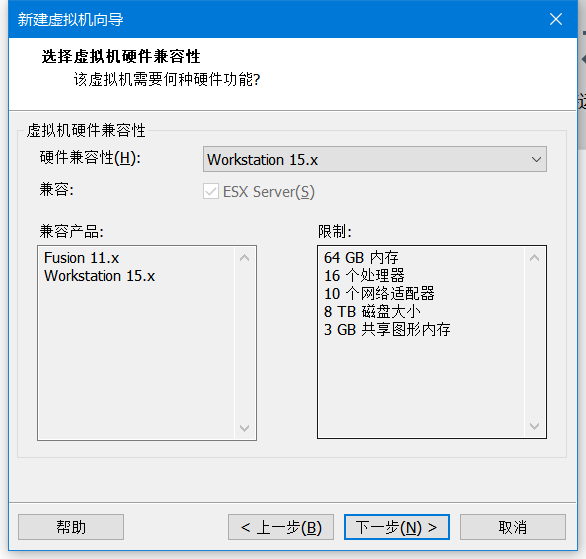 新建虚拟机向导
选择虚拟机硬件兼容性
该虚拟机需要何种硬件功能?
虚拟机硬件兼容性
硬件兼容性(H):
Workstation 15.x
兼容:
ESX Server(S)
兼容产品:
Fusion 11.x
Workstation 15.x
限制:
64 GB 内存
16 个处理器
10 个网络适配器
8 TB 磁盘大小
3 GB 共享图形内存
帮助
< 上一步(B)
下一步(N) >
取消